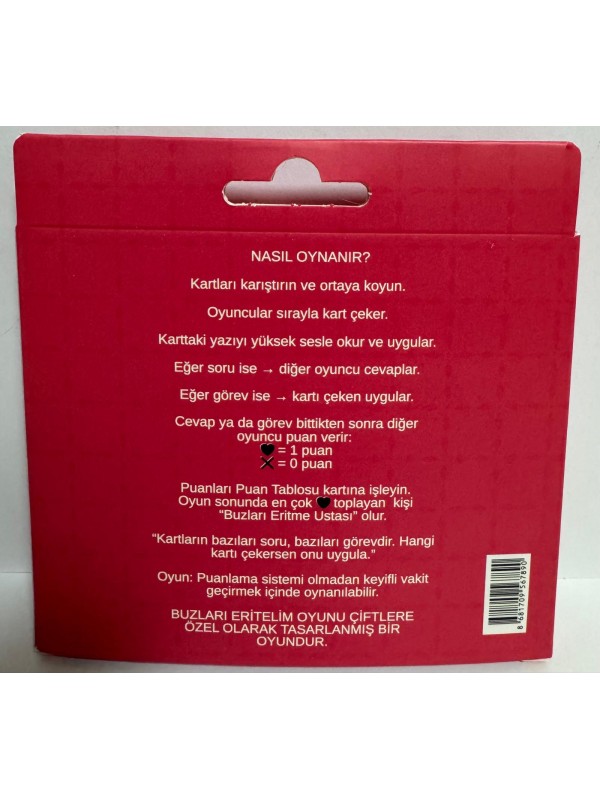 NASIL OYNANIR?
Kartları karıştırın ve ortaya koyun.
Oyuncular sırayla kart çeker.
Karttaki yazıyı yüksek sesle okur ve uygular.
Eğer soru ise → diğer oyuncu cevaplar.
Eğer görev ise → kartı çeken uygular.
Cevap ya da görev bittikten sonra diğer
oyuncu puan verir:
🖤 = 1 puan
✕ = 0 puan
Puanları Puan Tablosu kartına işleyin.
Oyun sonunda en çok 🖤 toplayan kişi
“Buzları Eritme Ustası” olur.
“Kartların bazıları soru, bazıları görevdir. Hangi
kartı çekersen onu uygula.”
Oyun: Puanlama sistemi olmadan keyifli vakit
geçirmek içinde oynanılabilir.
BUZLARI ERİTELİM OYUNU ÇİFTLERE
ÖZEL OLARAK TASARLANMIŞ BİR
OYUNDUR.
8 681709 567890